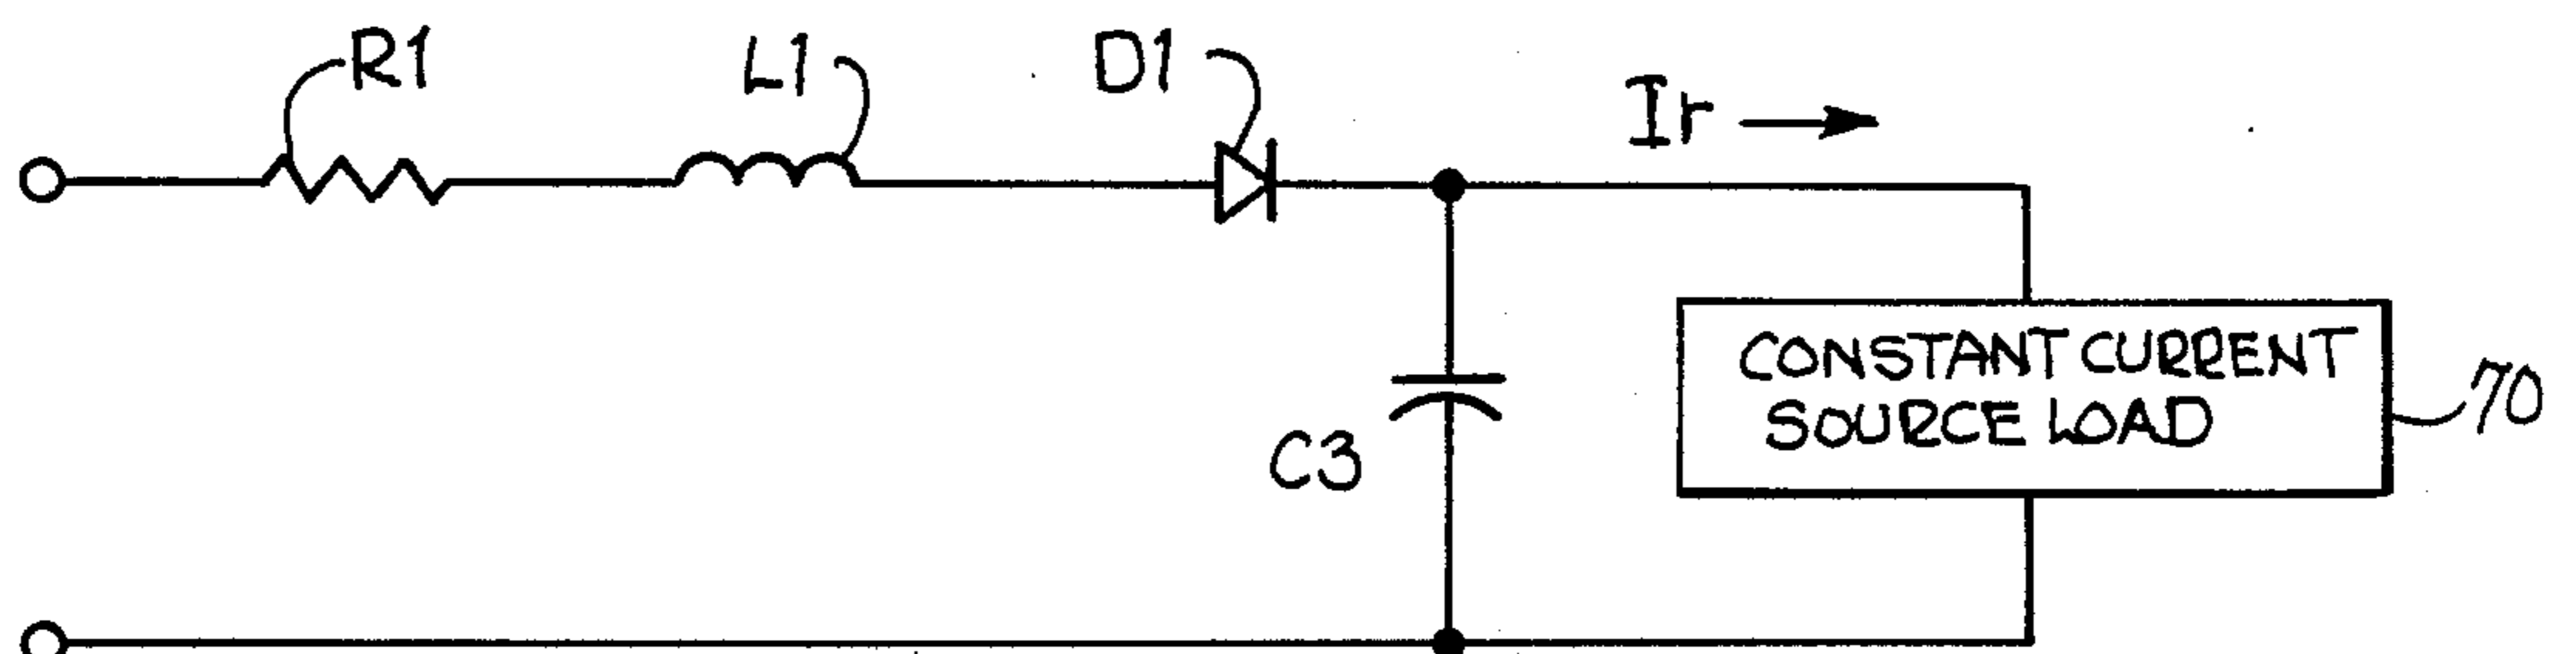 R1
L1
D1
Ir
C3
CONSTANT CURRENT
SOURCE LOAD
70